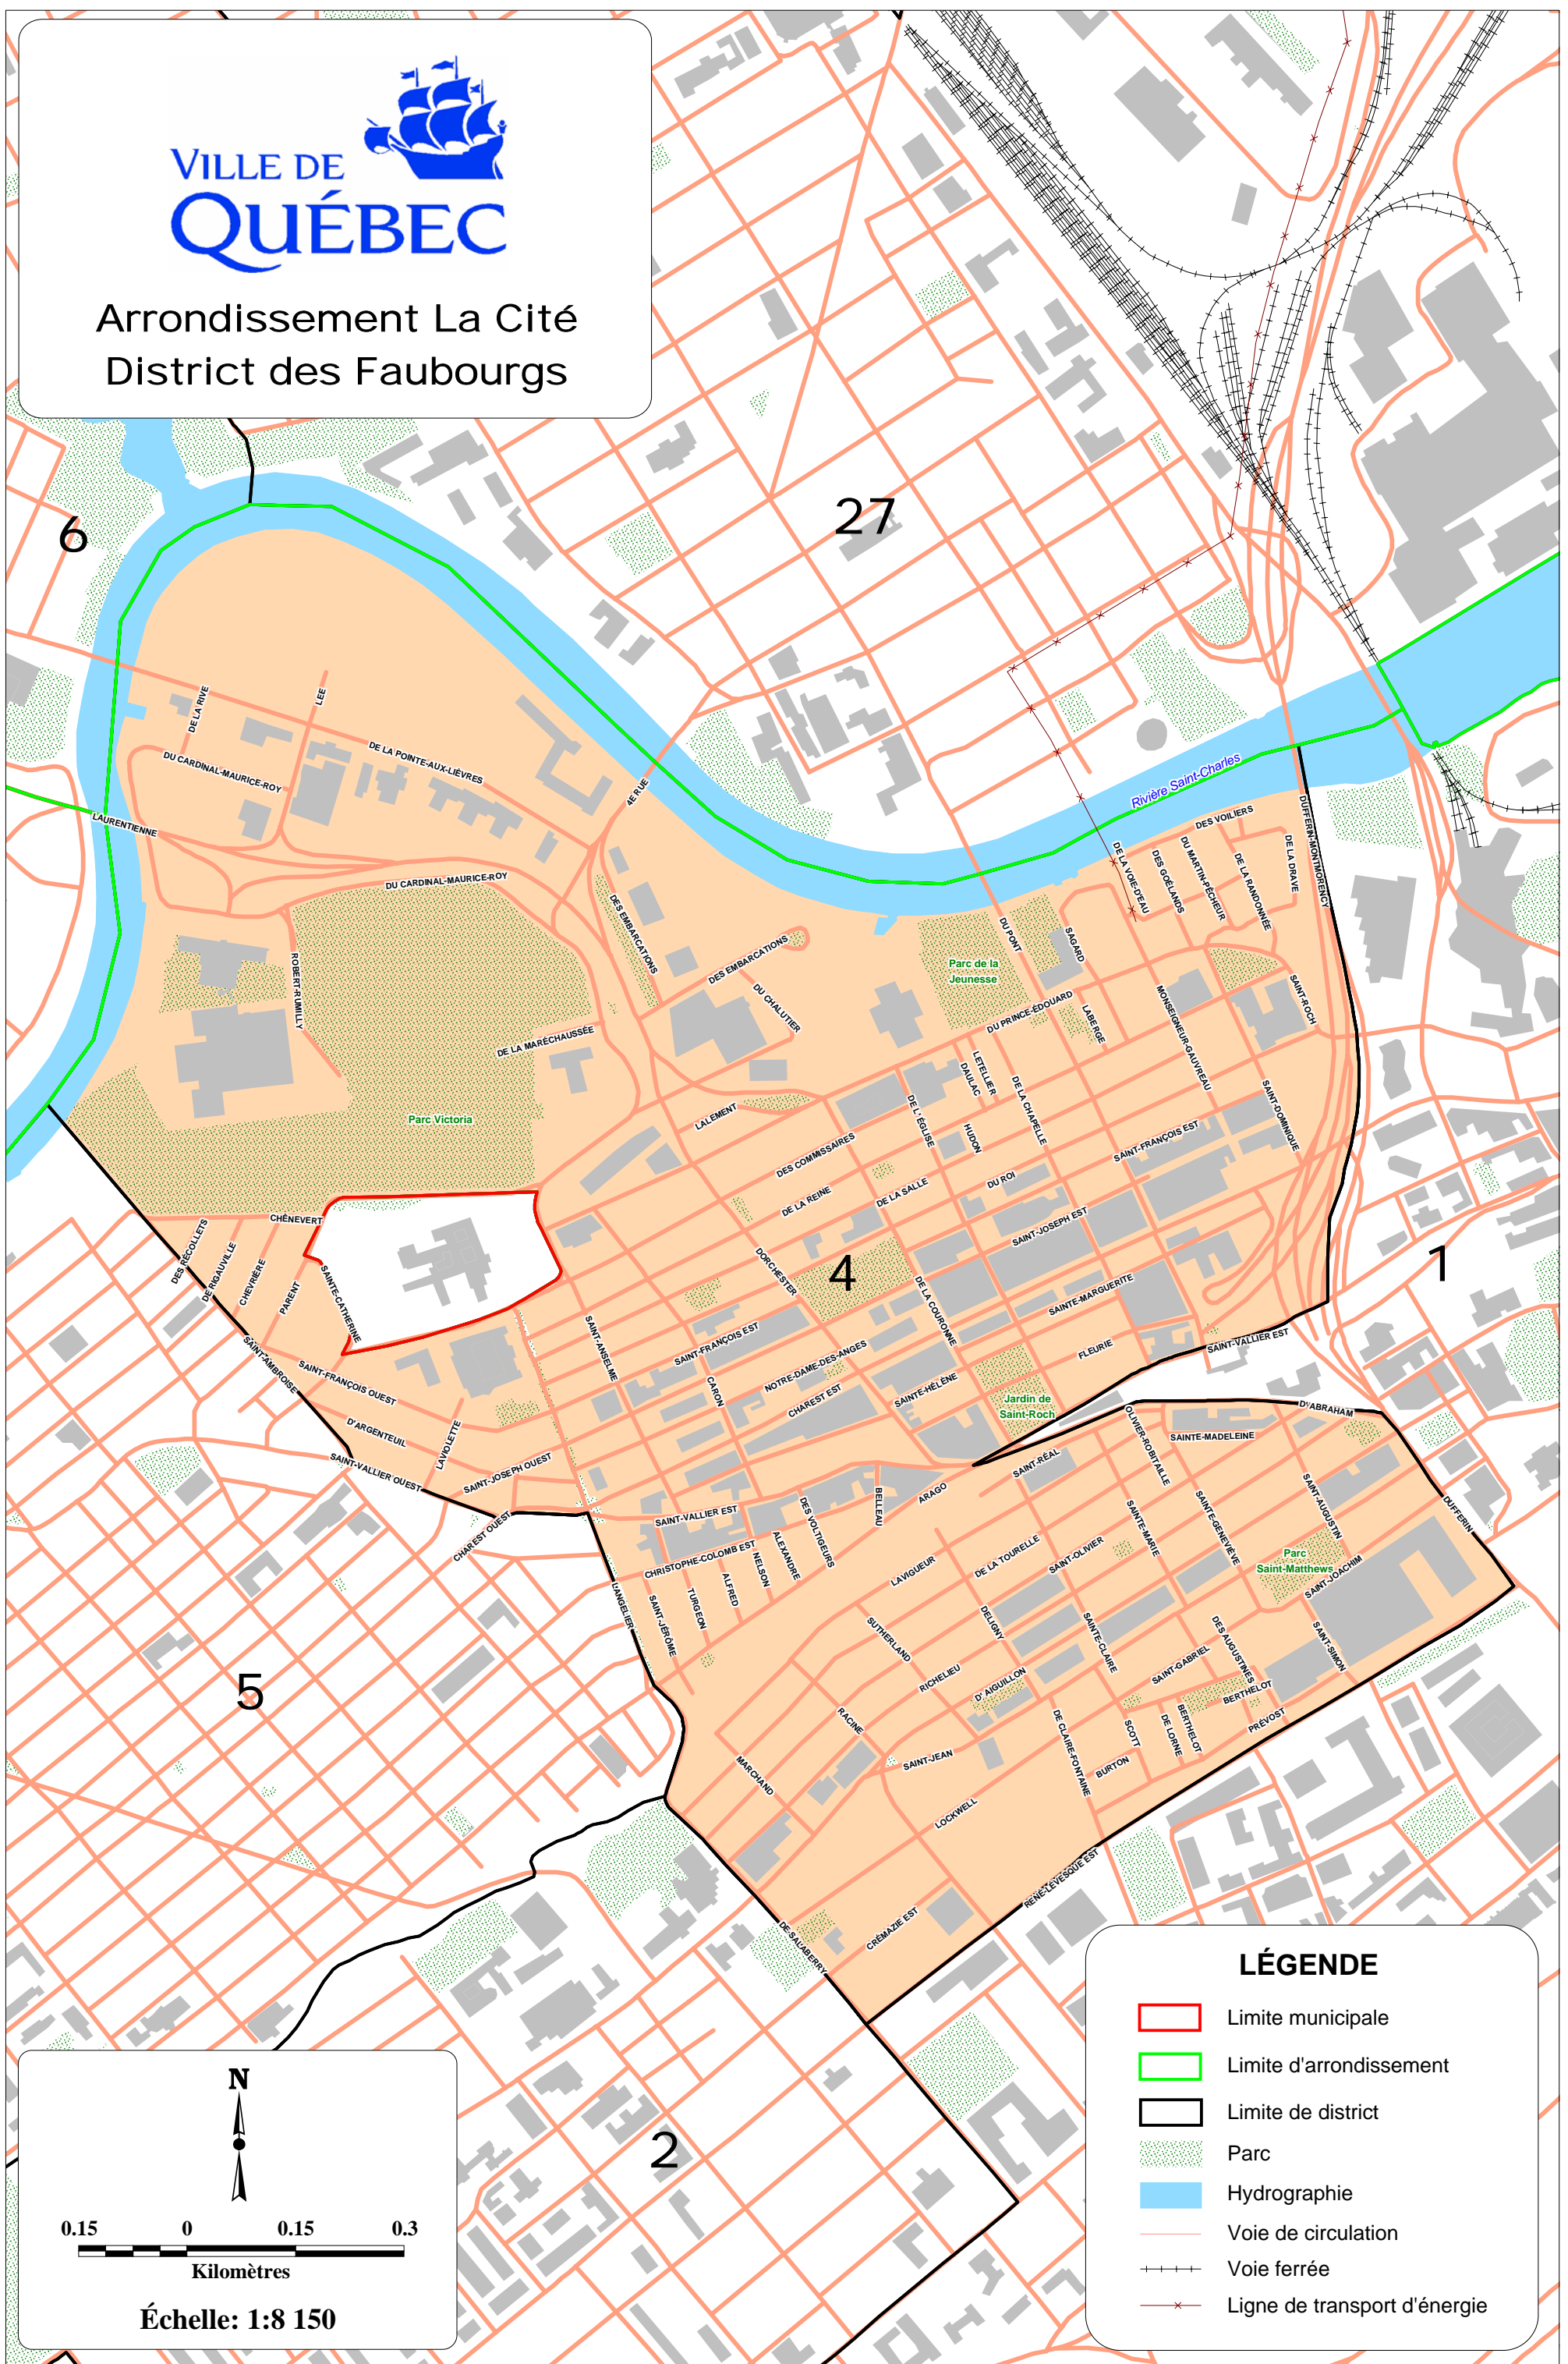 VILLE DE
QUÉBEC
Arrondissement La Cité
District des Faubourgs
6
27
DE LA RIVE
LEE
DE LA POINTE-AUX-LIÈVRES
DU CARDINAL-MAURICE-ROY
4E RUE
LAURENTIENNE
Rivière Saint-Charles
DUFFERIN-MONTMORENCY
DES VOILIERS
DE LA VOIE-D'EAU
DES GOÉLANDS
DU MARTIN-PÊCHEUR
DE LA RANDONNÉE
DE LA DRAVE
DU CARDINAL-MAURICE-ROY
DES EMBARCATIONS
DES EMBARCATIONS
DU CHALUTIER
ROBERT-RUMILLY
DE LA MARÉCHAUSSÉE
DU PONT
SAGARD
Parc de la
Jeunesse
DU PRINCE-ÉDOUARD
LABERGE
MONSEIGNEUR-GAUVREAU
SAINT-ROCH
Parc Victoria
LALEMENT
DAULAC
LETELLIER
DE LA CHAPELLE
DE L'ÉGLISE
HUDON
SAINT-DOMINIQUE
DES COMMISSAIRES
SAINT-FRANÇOIS EST
DE LA REINE
DE LA SALLE
DU ROI
SAINT-JOSEPH EST
CHÊNEVERT
DES RÉCOLLETS
DE RIGAUVILLE
CHEVRIÈRE
PARENT
SAINTE-CATHERINE
DORCHESTER
4
DE LA COURONNE
SAINTE-MARGUERITE
1
SAINT-AMBROISE
SAINT-ANSELME
SAINT-FRANÇOIS EST
NOTRE-DAME-DES-ANGES
FLEURIE
SAINT-VALLIER EST
SAINT-FRANÇOIS OUEST
CARON
CHAREST EST
SAINTE-HÉLÈNE
Jardin de
Saint-Roch
D'ARGENTEUIL
LAVIOLETTE
OLIVIER-ROBITAILLE
D'ABRAHAM
SAINTE-MADELEINE
SAINT-VALLIER OUEST
SAINT-JOSEPH OUEST
SAINT-RÉAL
CHAREST OUEST
SAINT-VALLIER EST
DES VOLTIGEURS
BELLEAU
ARAGO
SAINTE-MARIE
SAINTE-GENEVIÈVE
SAINT-AUGUSTIN
DUFFERIN
CHRISTOPHE-COLOMB EST
ALEXANDRE
NELSON
ALFRED
TURGEON
SAINT-JÉRÔME
LANGELIER
LAVIGUEUR
DE LA TOURELLE
SAINT-OLIVIER
Parc
Saint-Matthews
SAINT-JOACHIM
SUTHERLAND
DELIGNY
SAINTE-CLAIRE
DES AUGUSTINES
SAINT-SIMON
5
RICHELIEU
D'AIGUILLON
SAINT-GABRIEL
BERTHELOT
RACINE
DE CLAIRE-FONTAINE
SCOTT
DE LORNE
BERTHELOT
PRÉVOST
MARCHAND
SAINT-JEAN
BURTON
LOCKWELL
RENÉ-LÉVESQUE EST
DE SALABERRY
CRÉMAZIE EST
2
N
0.15 0 0.15 0.3
Kilomètres
Échelle: 1:8 150
LÉGENDE
Limite municipale
Limite d'arrondissement
Limite de district
Parc
Hydrographie
Voie de circulation
Voie ferrée
Ligne de transport d'énergie